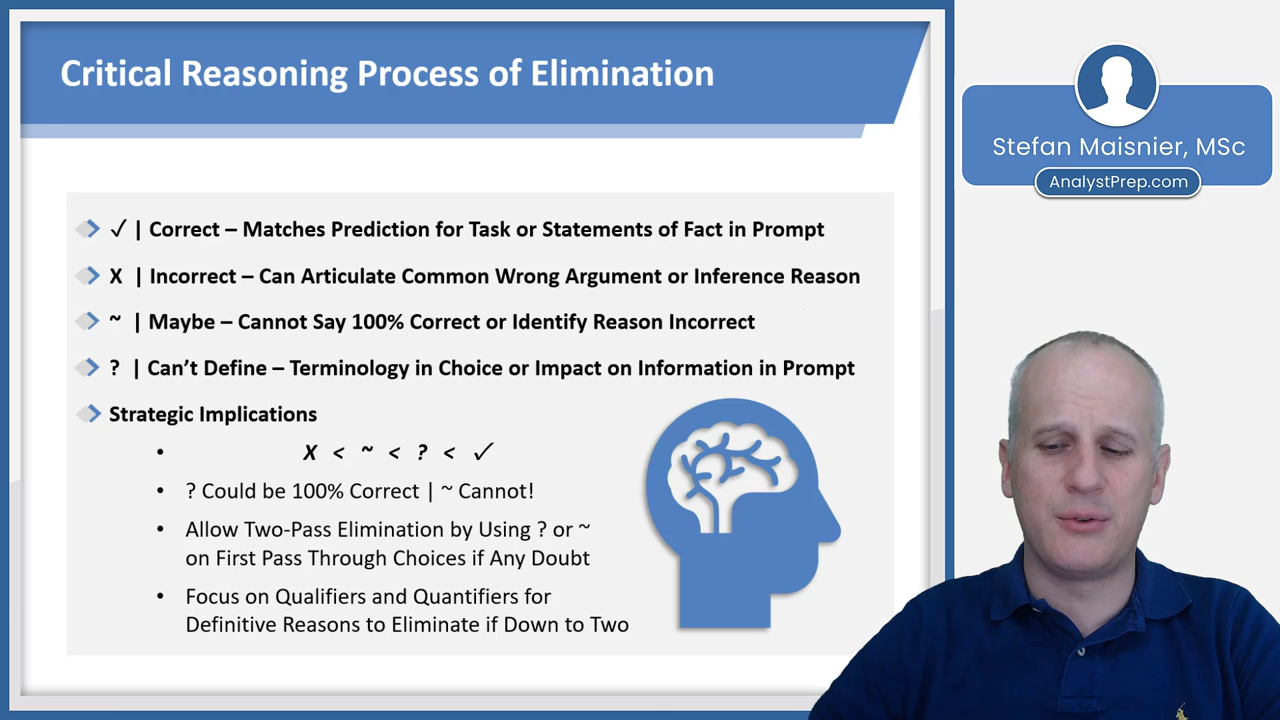 Critical Reasoning Process of Elimination
✓ | Correct – Matches Prediction for Task or Statements of Fact in Prompt
X | Incorrect – Can Articulate Common Wrong Argument or Inference Reason
~ | Maybe – Cannot Say 100% Correct or Identify Reason Incorrect
? | Can't Define – Terminology in Choice or Impact on Information in Prompt
Strategic Implications
• X < ~ < ? < ✓
• ? Could be 100% Correct | ~ Cannot!
• Allow Two-Pass Elimination by Using ? or ~
on First Pass Through Choices if Any Doubt
• Focus on Qualifiers and Quantifiers for
Definitive Reasons to Eliminate if Down to Two
Stefan Maisnier, MSc
AnalystPrep.com